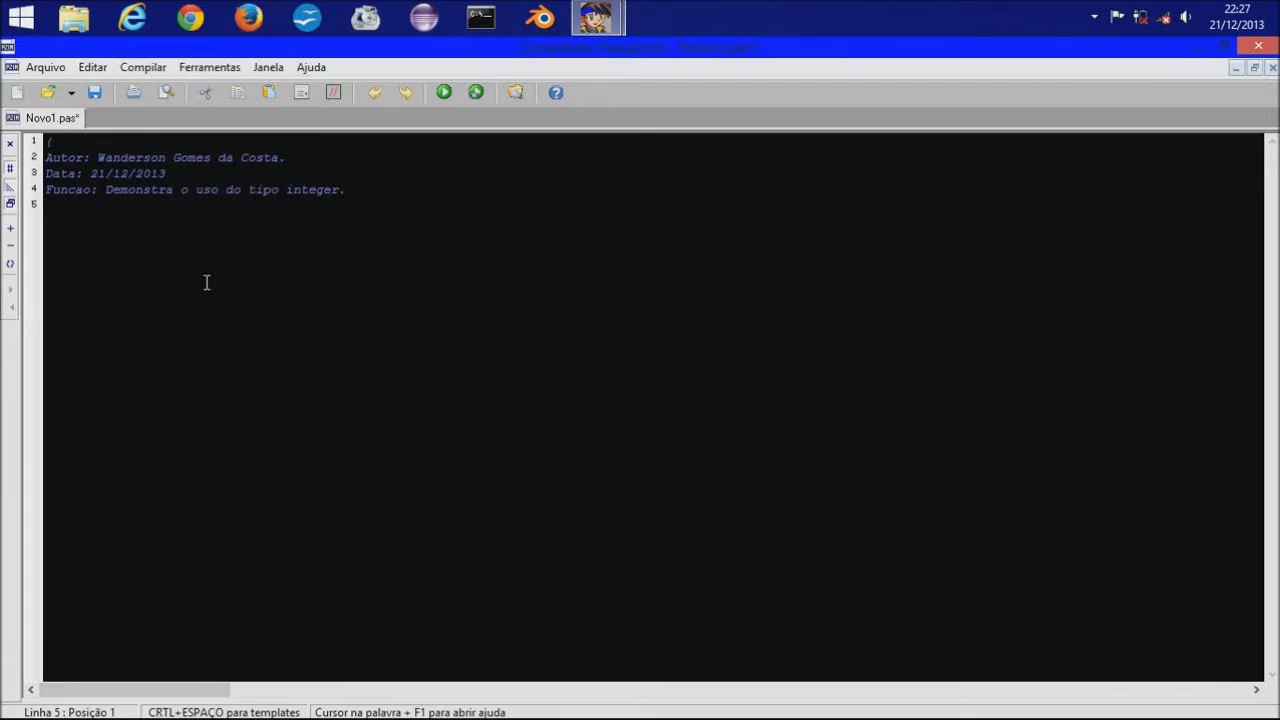 22:27
21/12/2013
Arquivo Editar Compilar Ferramentas Janela Ajuda
Novo1.pas*
1 {
2 Autor: Wanderson Gomes da Costa.
3 Data: 21/12/2013
4 Funcao: Demonstra o uso do tipo integer.
5
Linha 5 : Posição 1 CRTL+ESPAÇO para templates Cursor na palavra + F1 para abrir ajuda